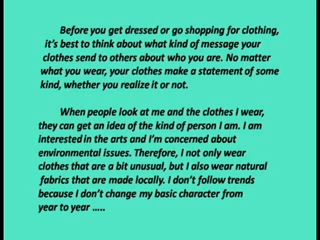 Before you get dressed or go shopping for clothing,
it's best to think about what kind of message your
clothes send to others about who you are. No matter
what you wear, your clothes make a statement of some
kind, whether you realize it or not.
When people look at me and the clothes I wear,
they can get an idea of the kind of person I am. I am
interested in the arts and I'm concerned about
environmental issues. Therefore, I not only wear
clothes that are a bit unusual, but I also wear natural
fabrics that are made locally. I don't follow trends
because I don't change my basic character from
year to year .....